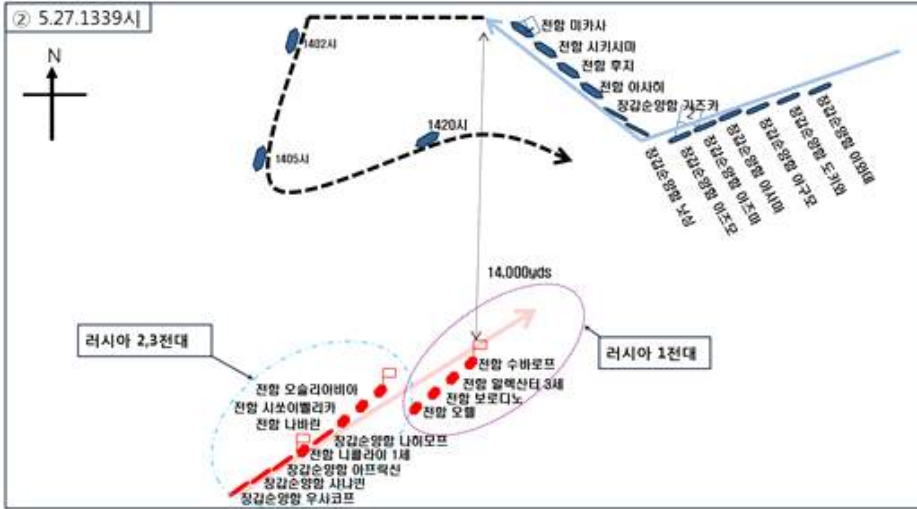 ② 5.27.1339시
N
1402시
1405시
1420시
전함 미카사
전함 시키시마
전함 후지
전함 아사히
장갑순양함 카즈카
2
장갑순양함 닛싱
장갑순양함 이즈모
장갑순양함 아즈마
장갑순양함 아사마
장갑순양함 야구모
장갑순양함 도키와
장갑순양함 이와테
14.000yds
러시아 2,3전대
러시아 1전대
전함 수바로프
전함 알렉산터 3세
전함 보로디노
전함 오렐
전함 오슬리아비아
전함 시쏘이벨리카
전함 나바린
장갑순양함 나히모프
전함 니콜라이 1세
장갑순양함 아프락신
장갑순양함 샤냐빈
장갑순양함 우사코프